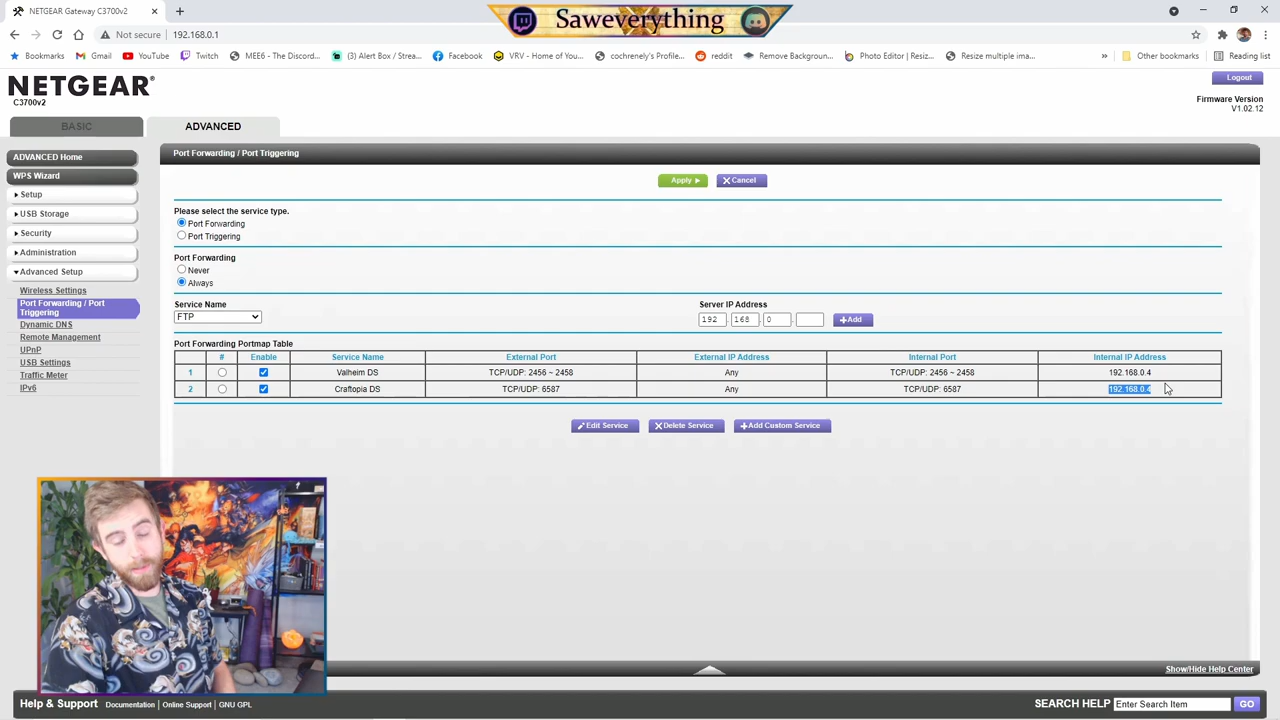 NETGEAR Gateway C3700v2
Saweverything
Not secure 192.168.0.1
Bookmarks Gmail YouTube Twitch MEE6 - The Discord... (3) Alert Box / Strea... Facebook VRV - Home of You... cochrenely's Profile... reddit Remove Backgroun... Photo Editor | Resiz... Resize multiple ima... » Other bookmarks Reading list
NETGEAR®
C3700v2
Logout
Firmware Version
V1.02.12
BASIC
ADVANCED
ADVANCED Home
WPS Wizard
Setup
USB Storage
Security
Administration
Advanced Setup
Wireless Settings
Port Forwarding / Port
Triggering
Dynamic DNS
Remote Management
UPnP
USB Settings
Traffic Meter
IPv6
Port Forwarding / Port Triggering
Apply
Cancel
Please select the service type.
Port Forwarding
Port Triggering
Port Forwarding
Never
Always
Service Name Server IP Address
FTP 192 . 168 . 0 . +Add
Port Forwarding Portmap Table
# Enable Service Name External Port External IP Address Internal Port Internal IP Address
1 Valheim DS TCP/UDP: 2456 ~ 2458 Any TCP/UDP: 2456 ~ 2458 192.168.0.4
2 Craftopia DS TCP/UDP: 6587 Any TCP/UDP: 6587 192.168.0.4
Edit Service Delete Service +Add Custom Service
Show/Hide Help Center
Help & Support Documentation | Online Support | GNU GPL SEARCH HELP Enter Search Item GO